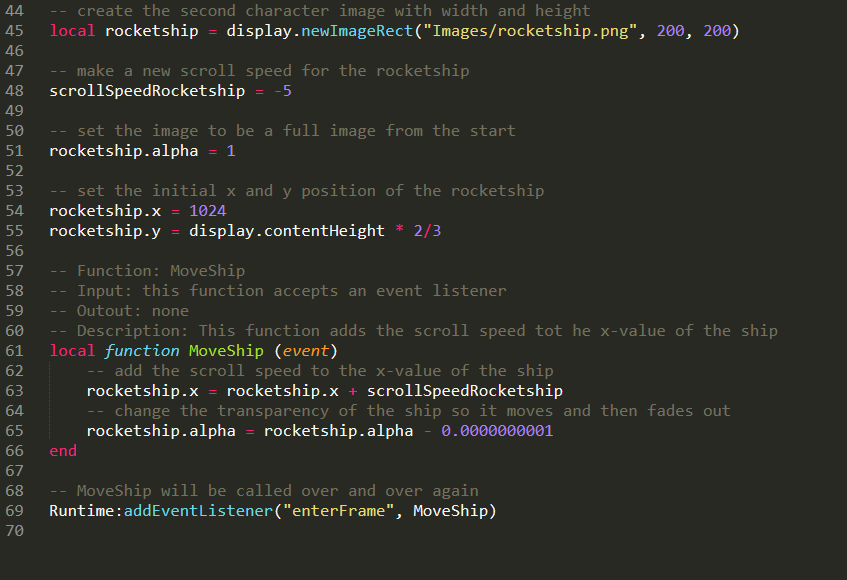 44 -- create the second character image with width and height
45 local rocketship = display.newImageRect("Images/rocketship.png", 200, 200)
46
47 -- make a new scroll speed for the rocketship
48 scrollSpeedRocketship = -5
49
50 -- set the image to be a full image from the start
51 rocketship.alpha = 1
52
53 -- set the initial x and y position of the rocketship
54 rocketship.x = 1024
55 rocketship.y = display.contentHeight * 2/3
56
57 -- Function: MoveShip
58 -- Input: this function accepts an event listener
59 -- Outout: none
60 -- Description: This function adds the scroll speed tot he x-value of the ship
61 local function MoveShip (event)
62     -- add the scroll speed to the x-value of the ship
63     rocketship.x = rocketship.x + scrollSpeedRocketship
64     -- change the transparency of the ship so it moves and then fades out
65     rocketship.alpha = rocketship.alpha - 0.0000000001
66 end
67
68 -- MoveShip will be called over and over again
69 Runtime:addEventListener("enterFrame", MoveShip)
70